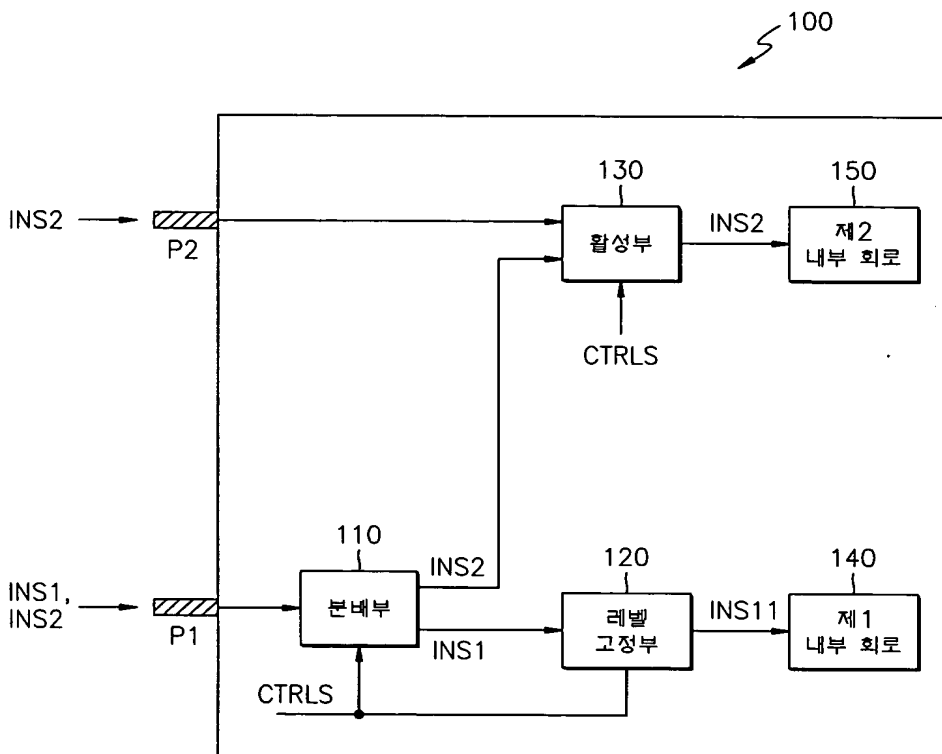 100
130
150
INS2
P2
활성부
INS2
제2
내부 회로
CTRLS
110
120
140
INS2
INS1,
INS2
P1
분배부
INS1
레벨
고정부
INS11
제1
내부 회로
CTRLS